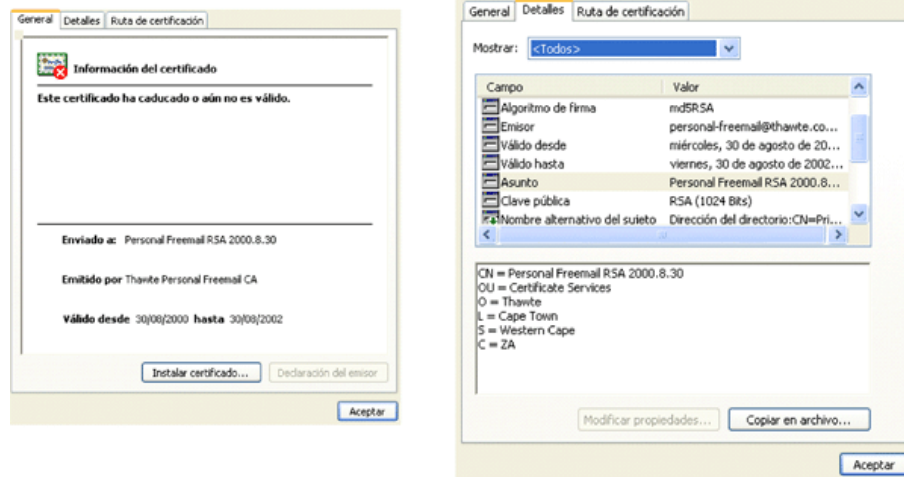 General Detalles Ruta de certificación
Información del certificado
Este certificado ha caducado o aún no es válido.
Enviado a: Personal Freemail RSA 2000.8.30
Emitido por Thawte Personal Freemail CA
Válido desde 30/08/2000 hasta 30/08/2002
Instalar certificado... Declaración del emisor
Aceptar
General Detalles Ruta de certificación
Mostrar: <Todos>
Campo Valor
Algoritmo de firma md5RSA
Emisor personal-freemail@thawte.co...
Válido desde miércoles, 30 de agosto de 20...
Válido hasta viernes, 30 de agosto de 2002...
Asunto Personal Freemail RSA 2000.8...
Clave pública RSA (1024 Bits)
Nombre alternativo del sujeto Dirección del directorio:CN=Pri...
CN = Personal Freemail RSA 2000.8.30
OU = Certificate Services
O = Thawte
L = Cape Town
S = Western Cape
C = ZA
Modificar propiedades... Copiar en archivo...
Aceptar